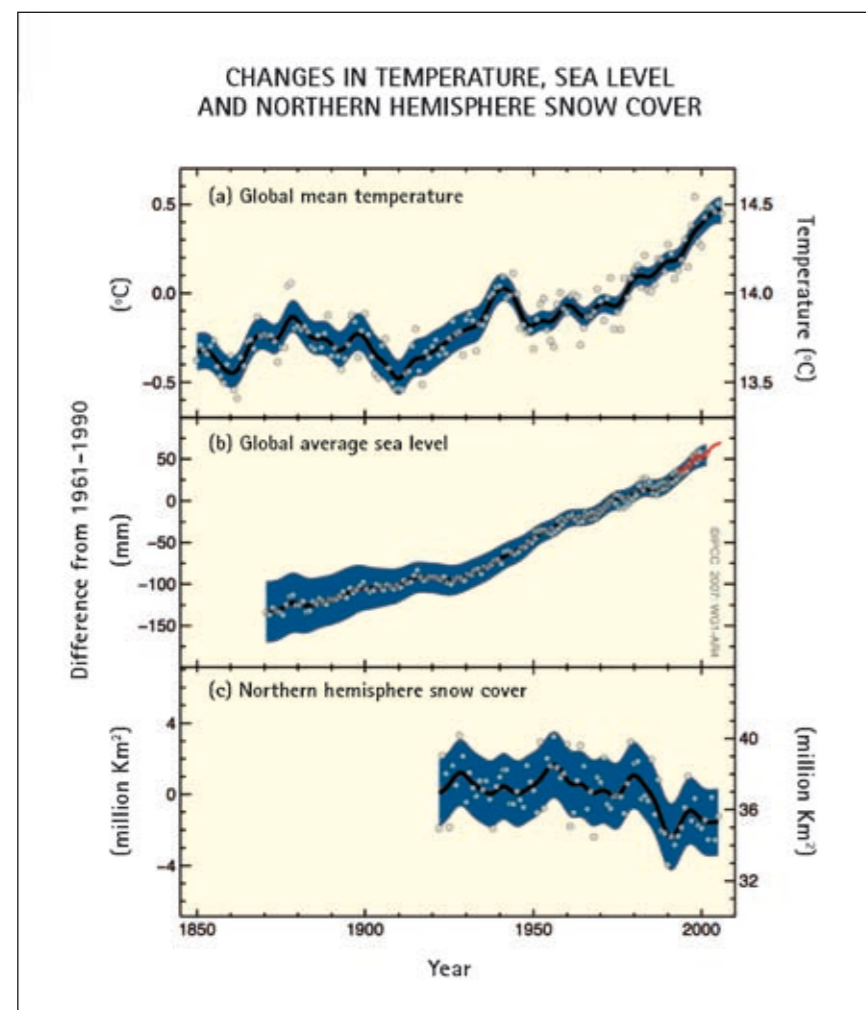 CHANGES IN TEMPERATURE, SEA LEVEL
AND NORTHERN HEMISPHERE SNOW COVER
(a) Global mean temperature
0.5
0.0
−0.5
(°C)
14.5
14.0
13.5
Temperature (°C)
(b) Global average sea level
50
0
−50
−100
−150
(mm)
Difference from 1961–1990
©IPCC 2007: WG1-AR4
(c) Northern hemisphere snow cover
4
0
−4
(million Km²)
40
36
32
(million Km²)
1850
1900
1950
2000
Year